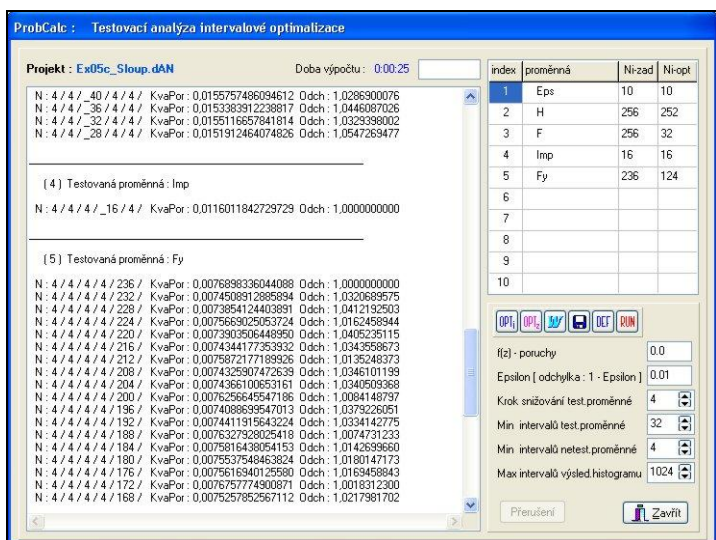 ProbCalc : Testovací analýza intervalové optimalizace
Projekt : Ex05c_Sloup.dAN Doba výpočtu : 0:00:25
N : 4 / 4 / _40 / 4 / 4 / KvaPor : 0,0155757486094612 Odch : 1,0286900076
N : 4 / 4 / _36 / 4 / 4 / KvaPor : 0,0153383912238817 Odch : 1,0446087026
N : 4 / 4 / _32 / 4 / 4 / KvaPor : 0,0155116657841814 Odch : 1,0329398002
N : 4 / 4 / _28 / 4 / 4 / KvaPor : 0,0151912464074826 Odch : 1,0547269477
( 4 ) Testovaná proměnná : Imp
N : 4 / 4 / 4 / _16 / 4 / KvaPor : 0,0116011842729729 Odch : 1,0000000000
( 5 ) Testovaná proměnná : Fy
N : 4 / 4 / 4 / 4 / 236 / KvaPor : 0,0076898336044088 Odch : 1,0000000000
N : 4 / 4 / 4 / 4 / 232 / KvaPor : 0,0074508912885894 Odch : 1,0320689575
N : 4 / 4 / 4 / 4 / 228 / KvaPor : 0,0073854124403891 Odch : 1,0412192503
N : 4 / 4 / 4 / 4 / 224 / KvaPor : 0,0075669025053724 Odch : 1,0162458944
N : 4 / 4 / 4 / 4 / 220 / KvaPor : 0,0073903506448950 Odch : 1,0405235115
N : 4 / 4 / 4 / 4 / 216 / KvaPor : 0,0074344177353932 Odch : 1,0343558673
N : 4 / 4 / 4 / 4 / 212 / KvaPor : 0,0075872177189926 Odch : 1,0135248373
N : 4 / 4 / 4 / 4 / 208 / KvaPor : 0,0074325907472639 Odch : 1,0346101199
N : 4 / 4 / 4 / 4 / 204 / KvaPor : 0,0074366100653161 Odch : 1,0340509368
N : 4 / 4 / 4 / 4 / 200 / KvaPor : 0,0076256645547186 Odch : 1,0084148797
N : 4 / 4 / 4 / 4 / 196 / KvaPor : 0,0074088699547013 Odch : 1,0379226051
N : 4 / 4 / 4 / 4 / 192 / KvaPor : 0,0074411915643224 Odch : 1,0334142775
N : 4 / 4 / 4 / 4 / 188 / KvaPor : 0,0076327928025418 Odch : 1,0074731233
N : 4 / 4 / 4 / 4 / 184 / KvaPor : 0,0075816438054153 Odch : 1,0142699660
N : 4 / 4 / 4 / 4 / 180 / KvaPor : 0,0075537548463824 Odch : 1,0180147173
N : 4 / 4 / 4 / 4 / 176 / KvaPor : 0,0075616940125580 Odch : 1,0169458843
N : 4 / 4 / 4 / 4 / 172 / KvaPor : 0,0076757774900871 Odch : 1,0018312300
N : 4 / 4 / 4 / 4 / 168 / KvaPor : 0,0075257852567112 Odch : 1,0217981702
index proměnná Ni-zad Ni-opt
1 Eps 10 10
2 H 256 252
3 F 256 32
4 Imp 16 16
5 Fy 236 124
6
7
8
9
10
OPT1 OPT2 DEF RUN
f(z) - poruchy 0.0
Epsilon [ odchylka : 1 - Epsilon ] 0.01
Krok snižování test.proměnné 4
Min intervalů test.proměnné 32
Min intervalů netest.proměnné 4
Max intervalů výsled.histogramu 1024
Přerušení Zavřít